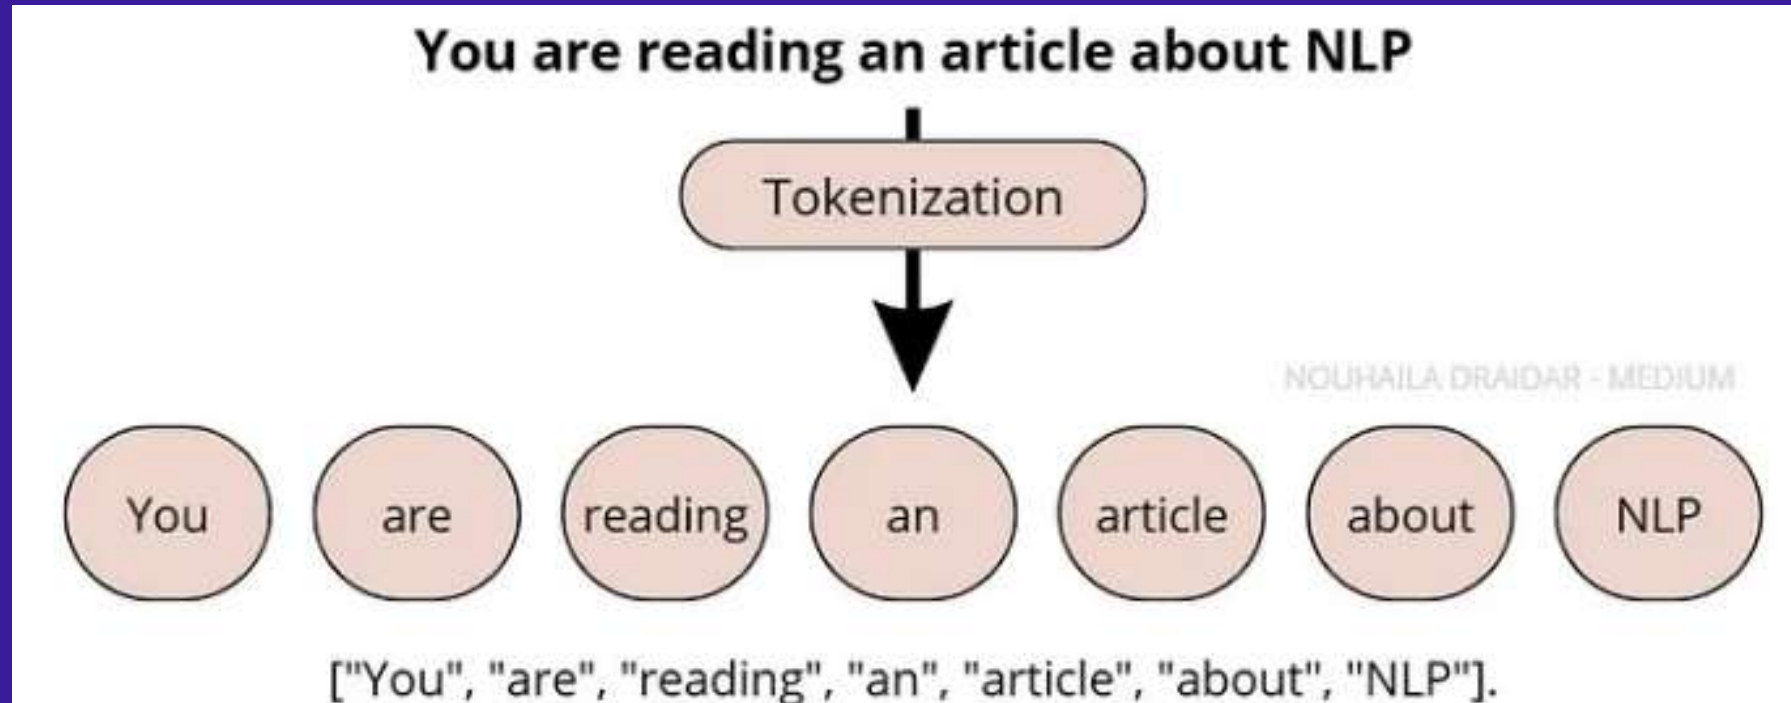 You are reading an article about NLP
Tokenization
NOUHAILA DRAIDAR - MEDIUM
You are reading an article about NLP
["You", "are", "reading", "an", "article", "about", "NLP"].